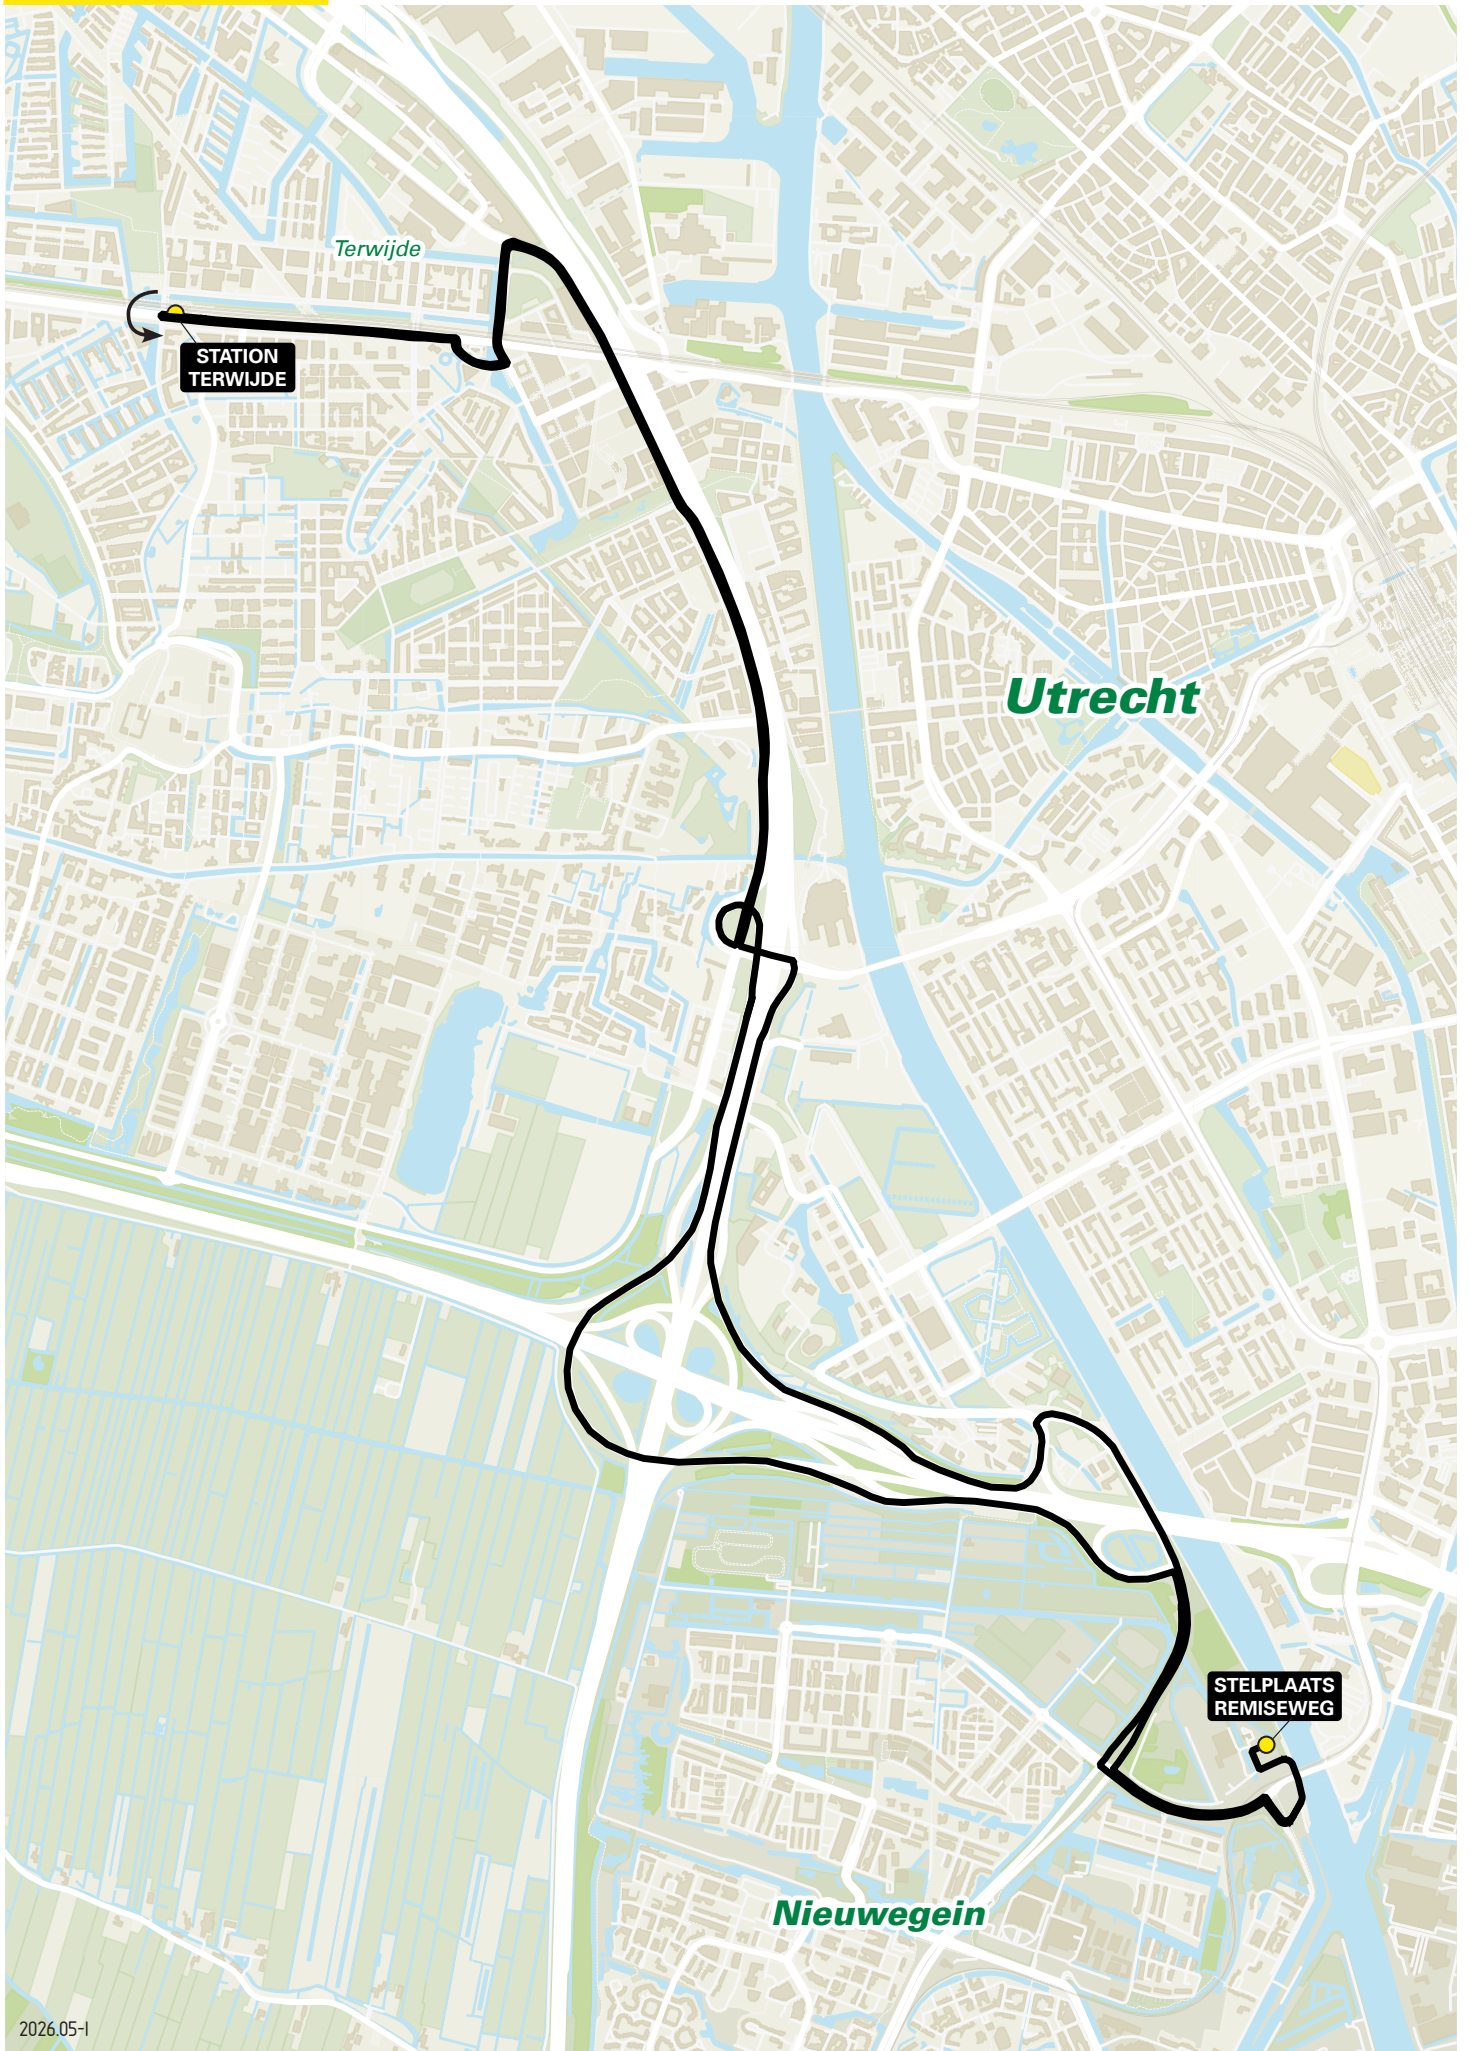 Terwijde
STATION
TERWIJDE
Utrecht
STELPLAATS
REMISEWEG
Nieuwegein
2026.05-I